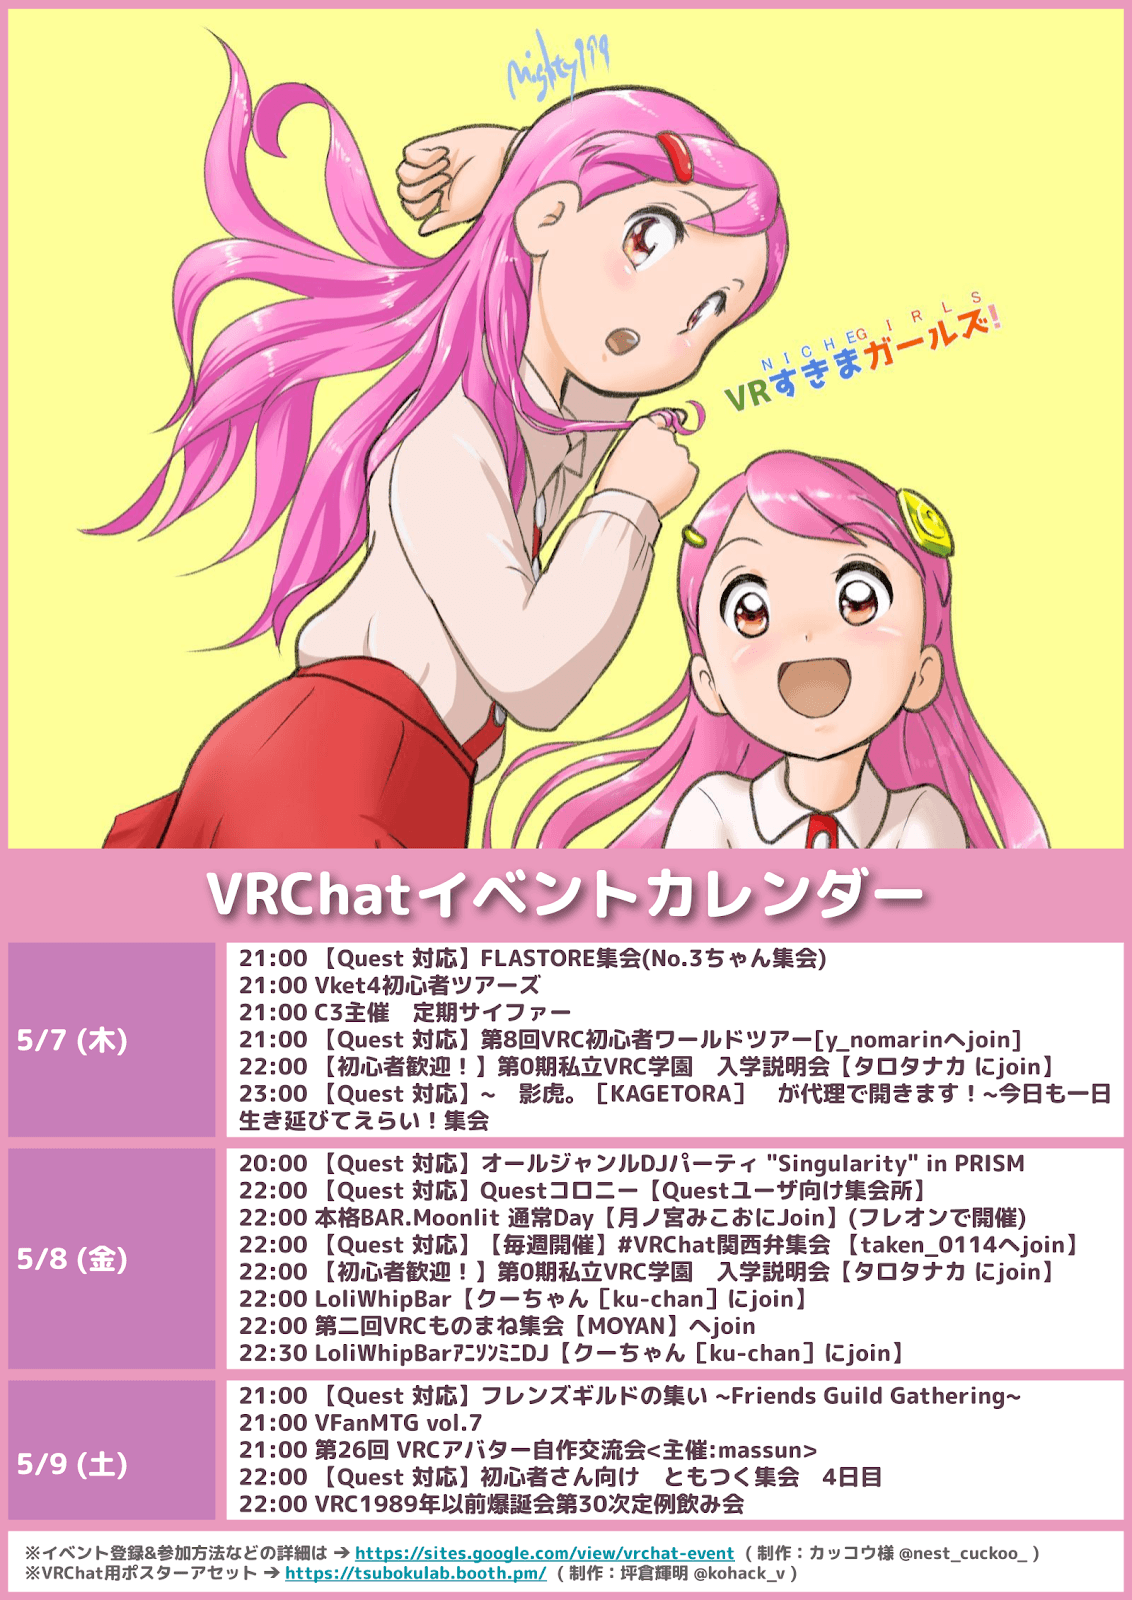 mighty999
NICHE GIRLS
VRすきまガールズ!
VRChatイベントカレンダー
5/7 (木)
21:00 【Quest 対応】FLASTORE集会(No.3ちゃん集会)
21:00 Vket4初心者ツアーズ
21:00 C3主催　定期サイファー
21:00 【Quest 対応】第8回VRC初心者ワールドツアー[y_nomarinへjoin]
22:00 【初心者歓迎！】第0期私立VRC学園　入学説明会【タロタナカ にjoin】
23:00 【Quest 対応】~　影虎。［KAGETORA］　が代理で開きます！~今日も一日
生き延びてえらい！集会
5/8 (金)
20:00 【Quest 対応】オールジャンルDJパーティ "Singularity" in PRISM
22:00 【Quest 対応】Questコロニー【Questユーザ向け集会所】
22:00 本格BAR.Moonlit 通常Day【月ノ宮みこおにJoin】(フレオンで開催)
22:00 【Quest 対応】【毎週開催】#VRChat関西弁集会 【taken_0114へjoin】
22:00 【初心者歓迎！】第0期私立VRC学園　入学説明会【タロタナカ にjoin】
22:00 LoliWhipBar【クーちゃん［ku-chan］にjoin】
22:00 第二回VRCものまね集会【MOYAN】へjoin
22:30 LoliWhipBarｱﾆｿﾝﾐﾆDJ【クーちゃん［ku-chan］にjoin】
5/9 (土)
21:00 【Quest 対応】フレンズギルドの集い ~Friends Guild Gathering~
21:00 VFanMTG vol.7
21:00 第26回 VRCアバター自作交流会<主催:massun>
22:00 【Quest 対応】初心者さん向け　ともつく集会　4日目
22:00 VRC1989年以前爆誕会第30次定例飲み会
※イベント登録&参加方法などの詳細は → https://sites.google.com/view/vrchat-event （制作：カッコウ様 @nest_cuckoo_）
※VRChat用ポスターアセット → https://tsubokulab.booth.pm/ （制作：坪倉輝明 @kohack_v）